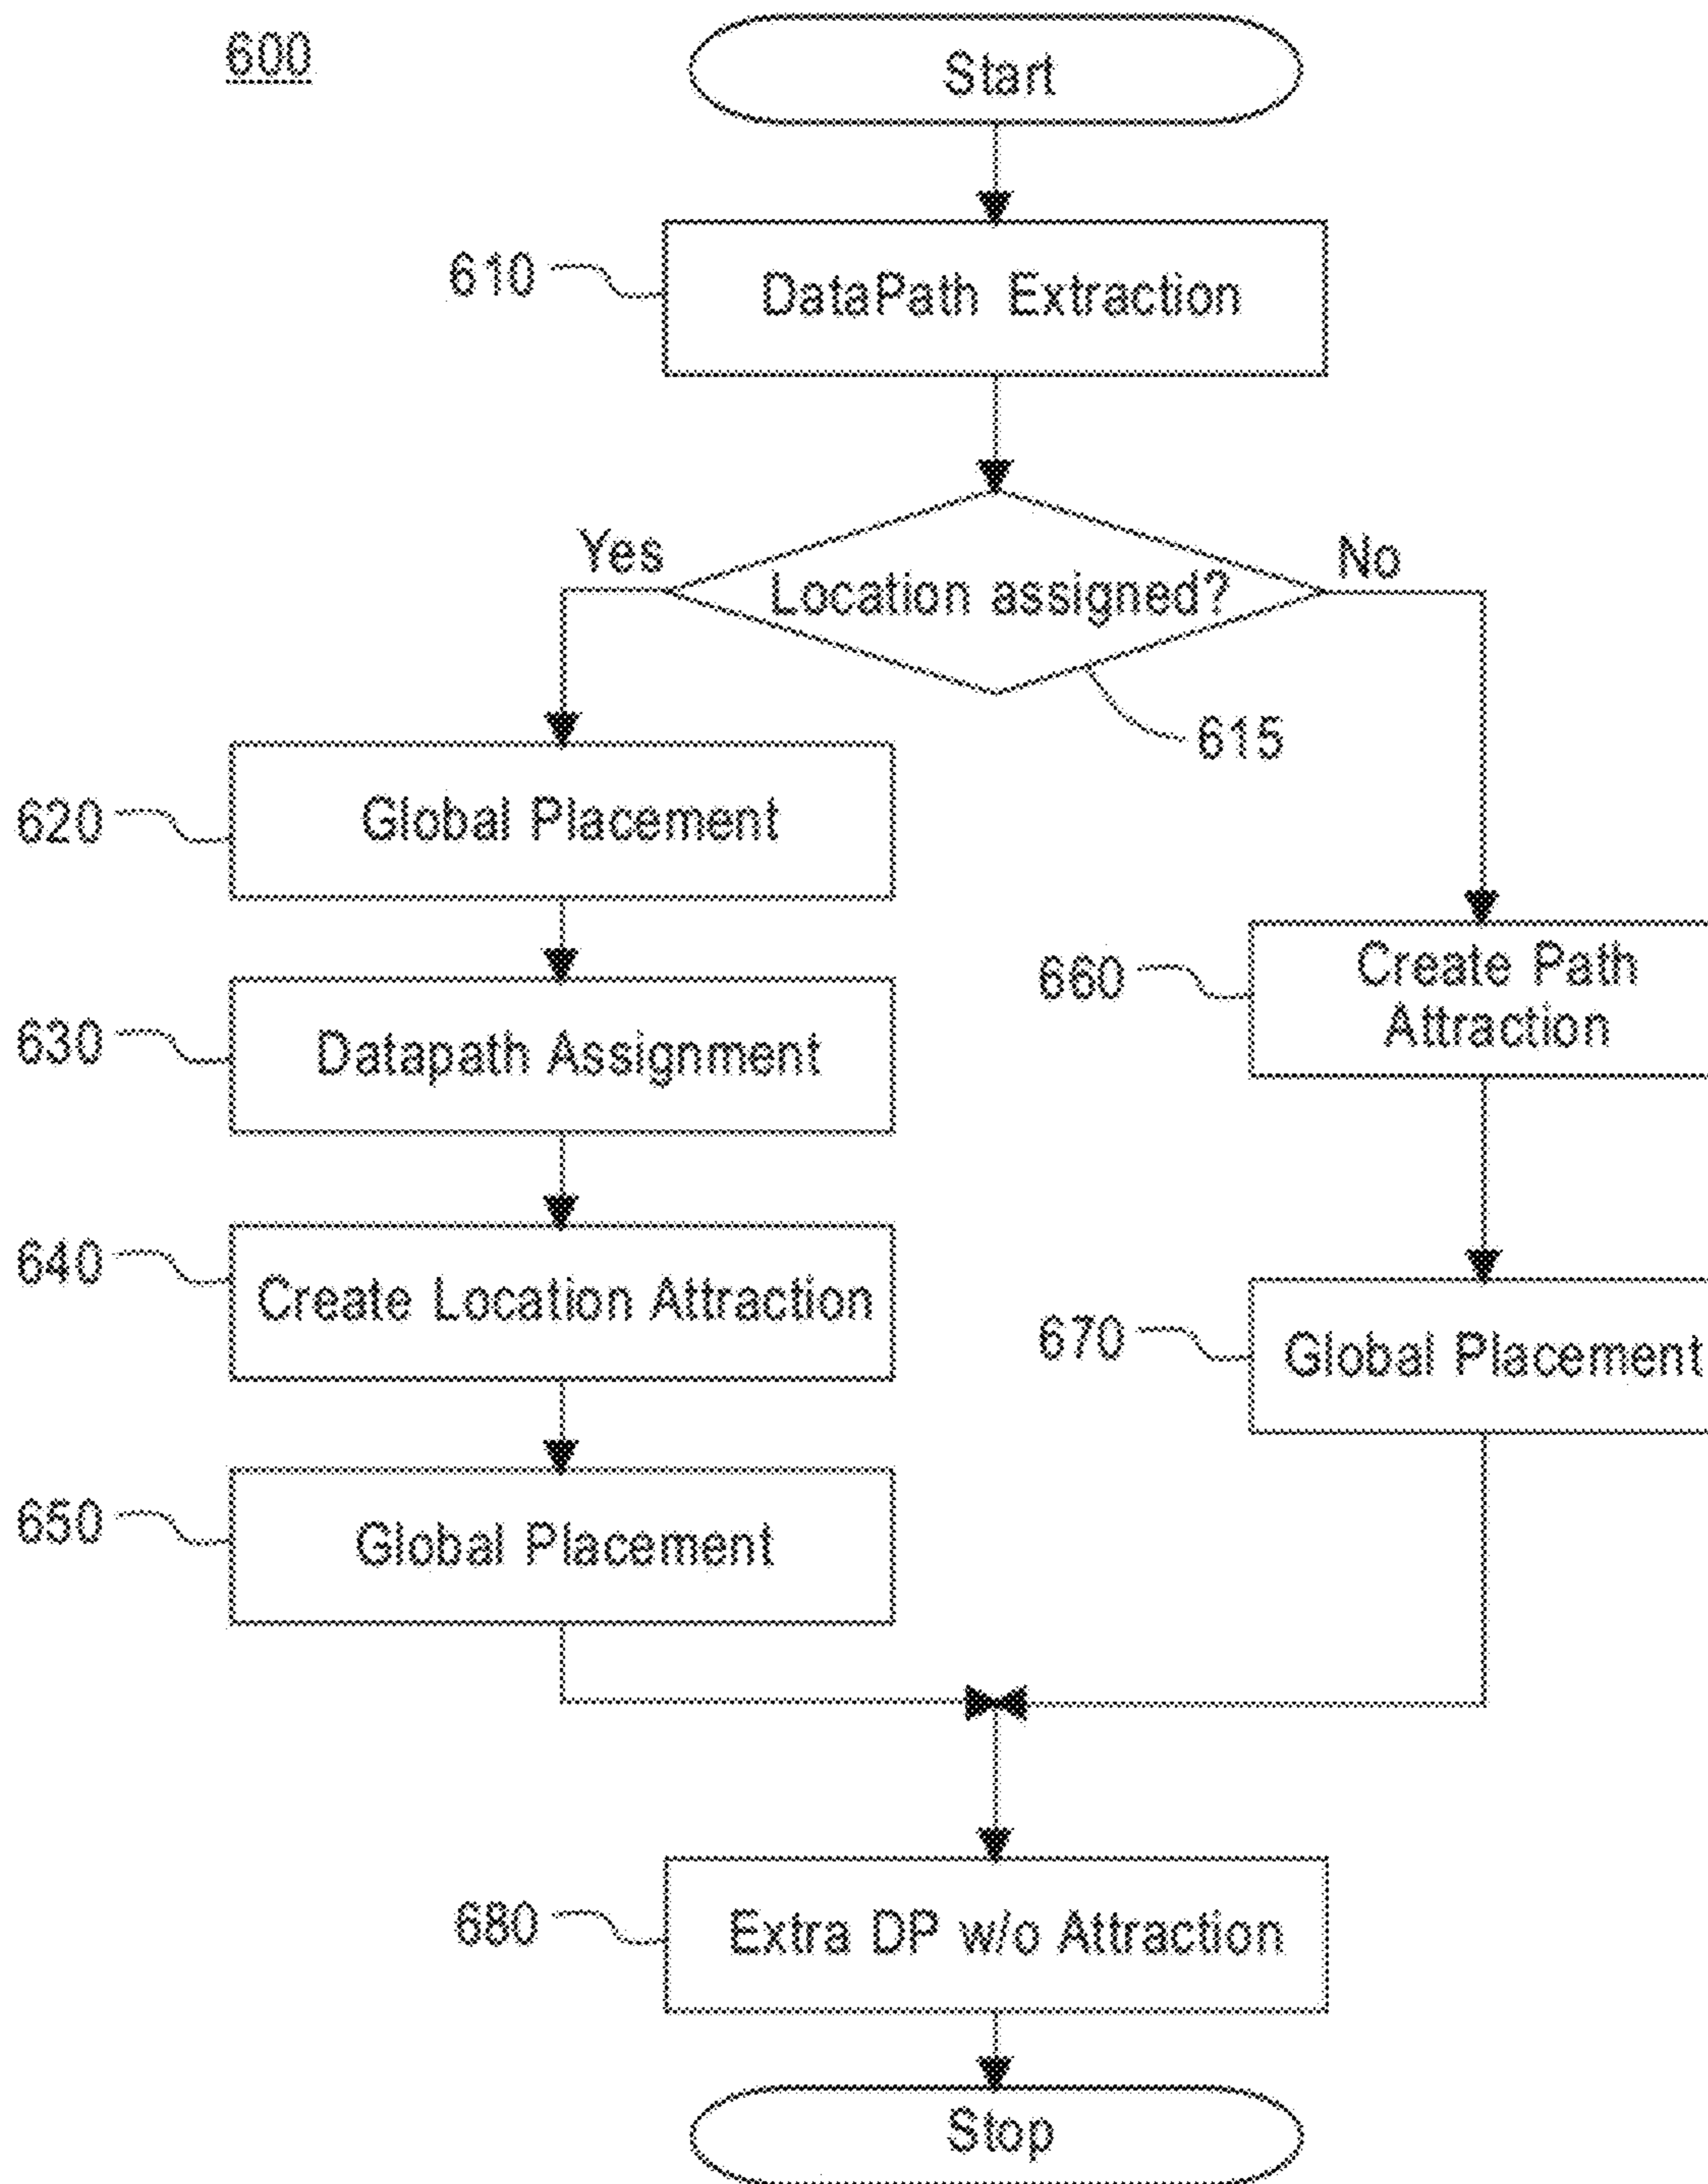 600
Start
610
DataPath Extraction
Yes
Location assigned?
No
615
620
Global Placement
630
Datapath Assignment
640
Create Location Attraction
650
Global Placement
660
Create Path
Attraction
670
Global Placement
680
Extra DP w/o Attraction
Stop